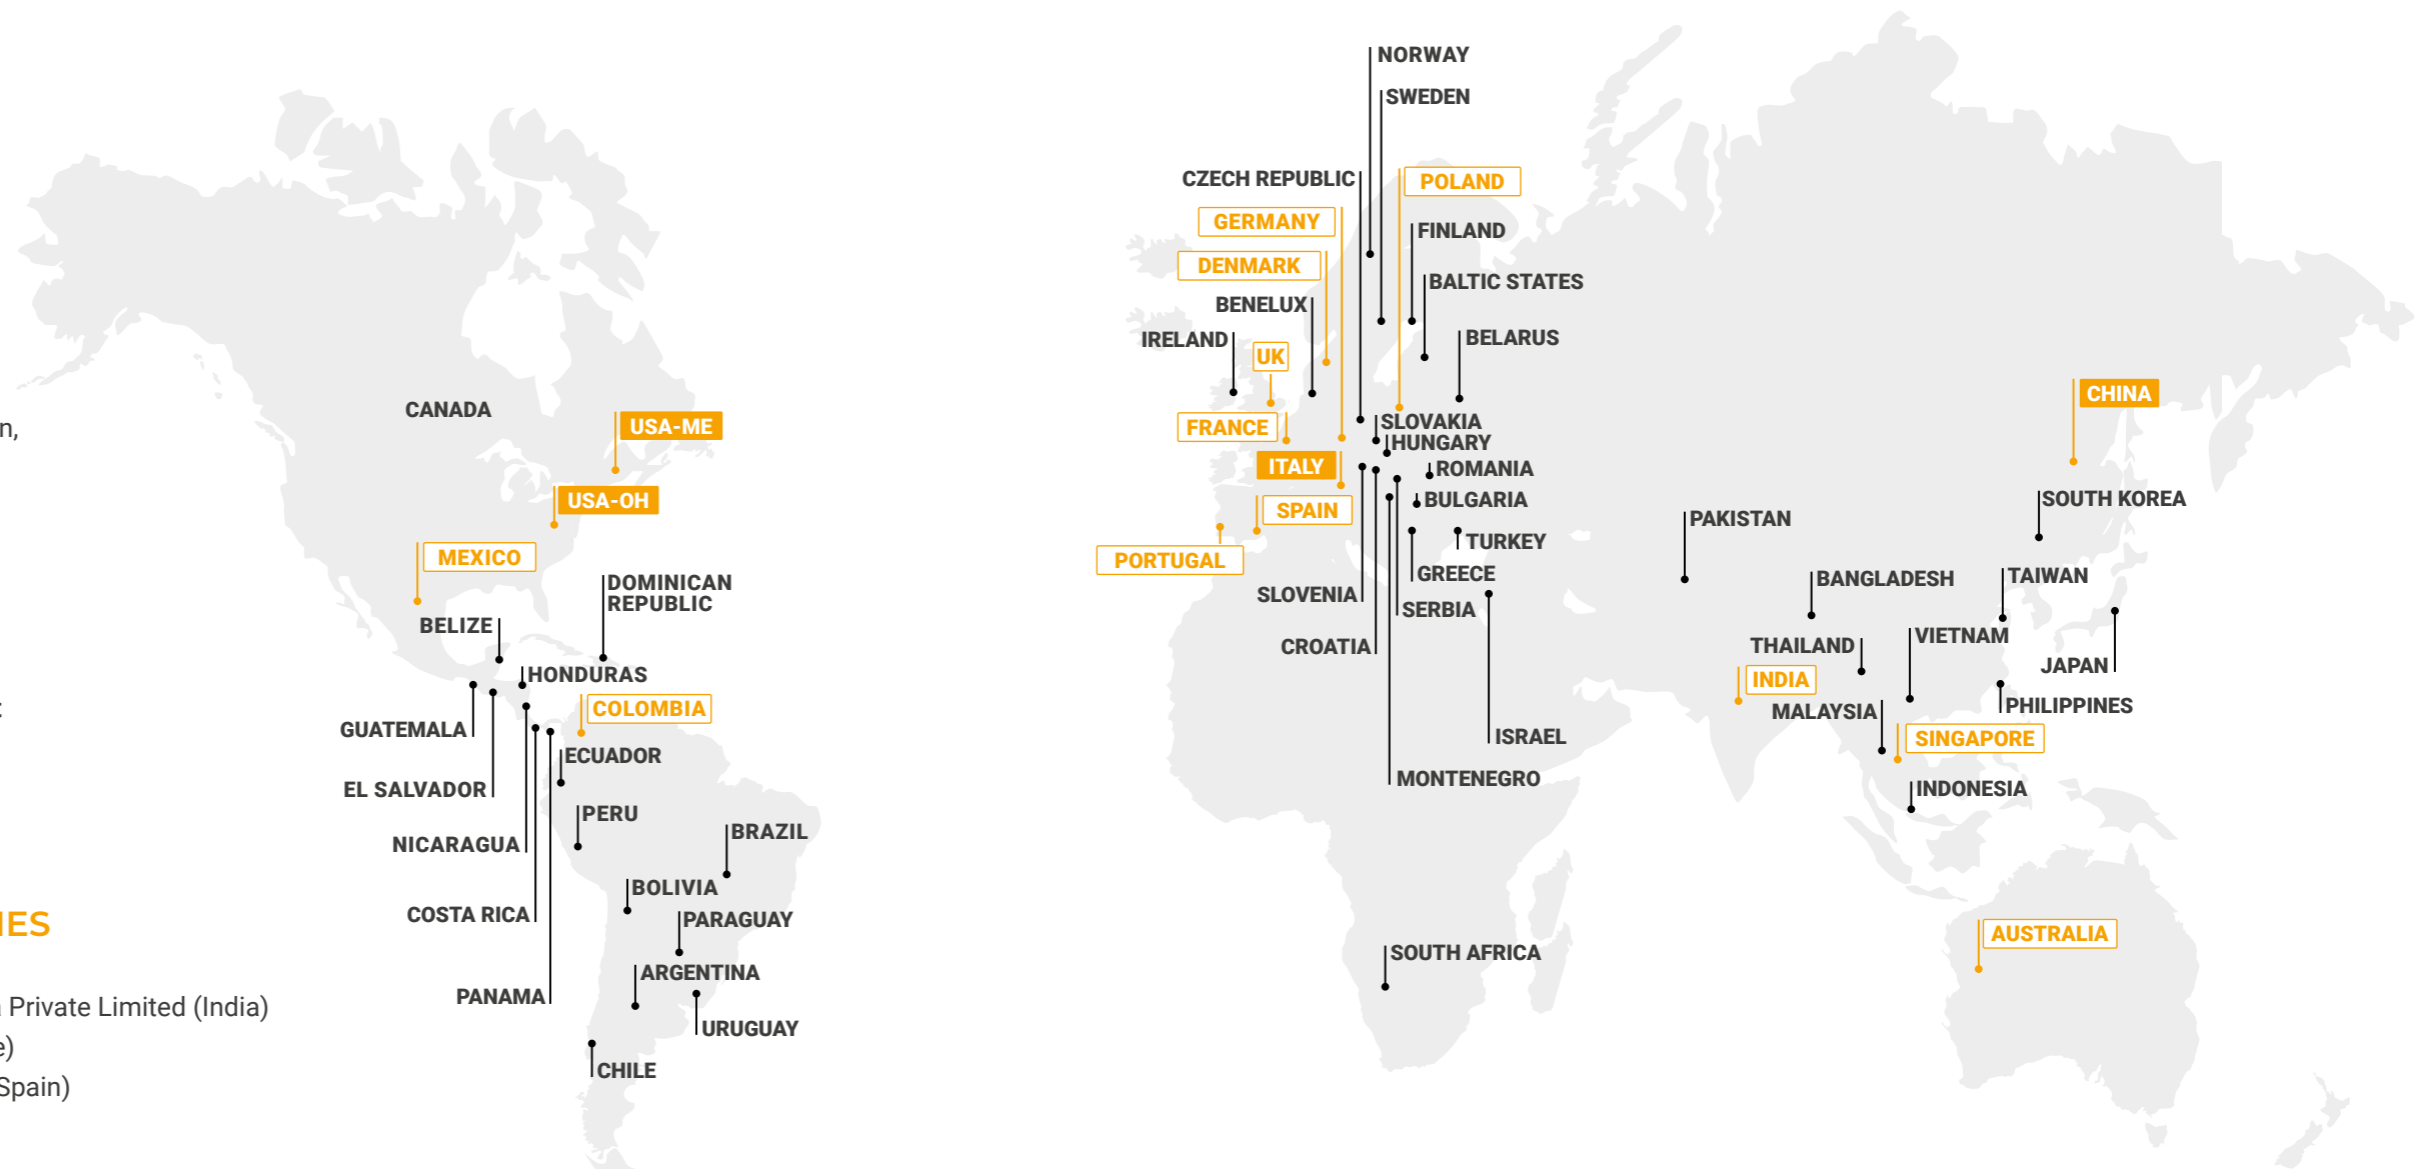 n,
:
IES
a Private Limited (India)
e)
Spain)
CANADA
USA-ME
USA-OH
MEXICO
DOMINICAN
REPUBLIC
BELIZE
HONDURAS
COLOMBIA
GUATEMALA
ECUADOR
EL SALVADOR
PERU
BRAZIL
NICARAGUA
BOLIVIA
COSTA RICA
PARAGUAY
ARGENTINA
PANAMA
URUGUAY
CHILE
NORWAY
SWEDEN
CZECH REPUBLIC
POLAND
GERMANY
FINLAND
DENMARK
BALTIC STATES
BENELUX
IRELAND
BELARUS
UK
FRANCE
SLOVAKIA
HUNGARY
ITALY
ROMANIA
BULGARIA
SPAIN
TURKEY
PORTUGAL
GREECE
SLOVENIA
SERBIA
CROATIA
ISRAEL
MONTENEGRO
SOUTH AFRICA
CHINA
SOUTH KOREA
PAKISTAN
BANGLADESH
TAIWAN
VIETNAM
THAILAND
JAPAN
INDIA
PHILIPPINES
MALAYSIA
SINGAPORE
INDONESIA
AUSTRALIA